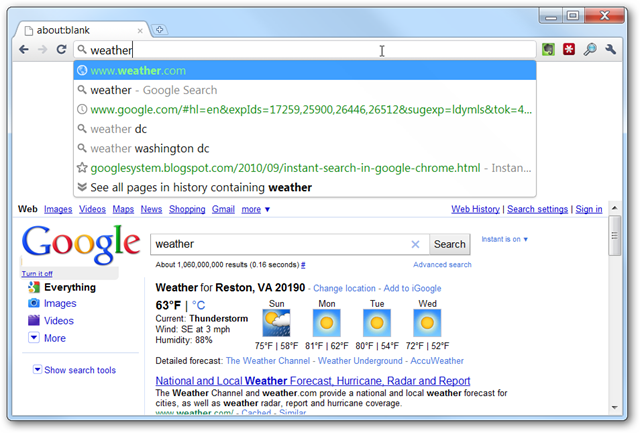 about:blank
weather
www.weather.com
weather - Google Search
www.google.com/#hl=en&expIds=17259,25900,26446,26512&sugexp=ldymls&tok=4...
weather dc
weather washington dc
googlesystem.blogspot.com/2010/09/instant-search-in-google-chrome.html - Instan...
See all pages in history containing weather
Web Images Videos Maps News Shopping Gmail more ▼ Web History | Search settings | Sign in
Google weather Search Instant is on ▼
About 1,060,000,000 results (0.16 seconds) # Advanced search
Turn it off
Everything
Images
Videos
More
Show search tools
Weather for Reston, VA 20190 - Change location - Add to iGoogle
63°F | °C Sun Mon Tue Wed
Current: Thunderstorm
Wind: SE at 3 mph
Humidity: 88%
75°F | 58°F 81°F | 62°F 80°F | 54°F 72°F | 52°F
Detailed forecast: The Weather Channel - Weather Underground - AccuWeather
National and Local Weather Forecast, Hurricane, Radar and Report
The Weather Channel and weather.com provide a national and local weather forecast for
cities, as well as weather radar, report and hurricane coverage.
www.weather.com/ - Cached - Similar